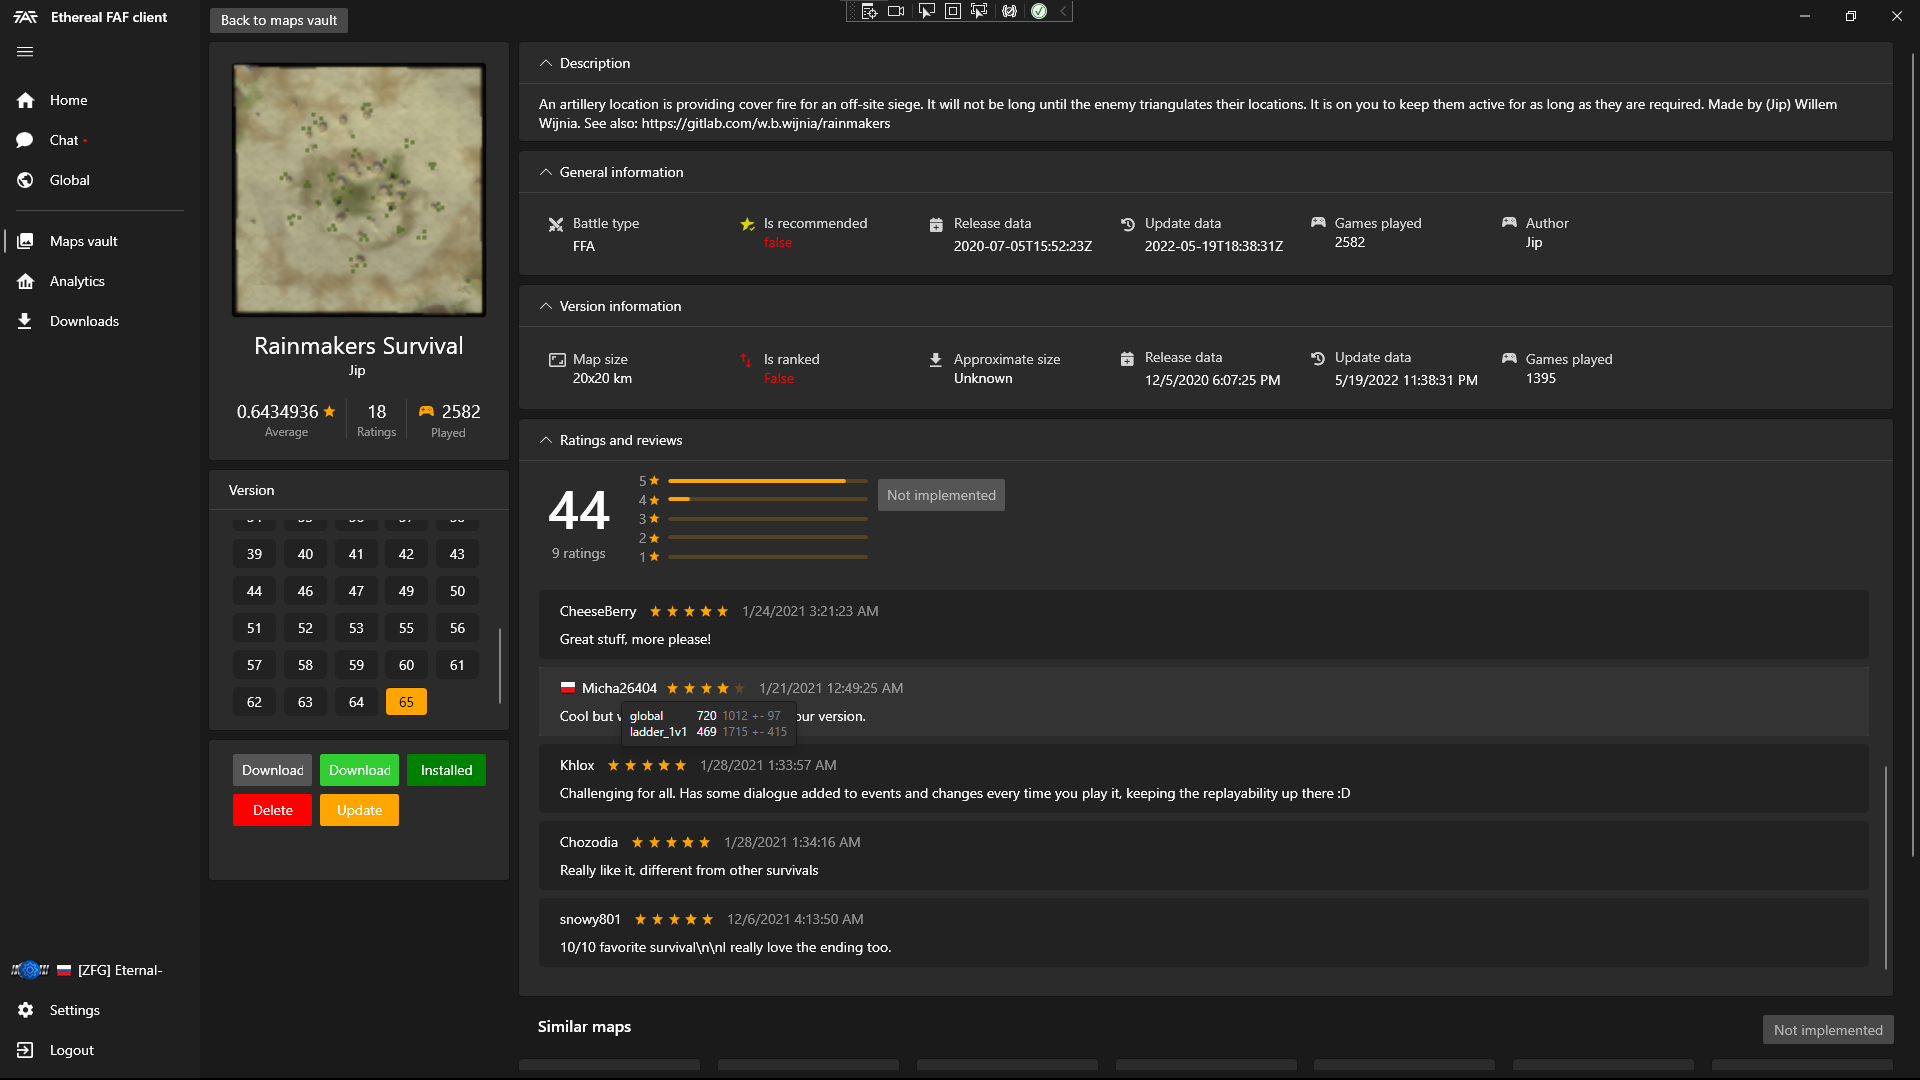 Ethereal FAF client
Back to maps vault
Home
Chat
Global
Maps vault
Analytics
Downloads
[ZFG] Eternal-
Settings
Logout
Rainmakers Survival
Jip
0.6434936
Average
18
Ratings
2582
Played
Version
39 40 41 42 43
44 46 47 49 50
51 52 53 55 56
57 58 59 60 61
62 63 64 65
Download Download Installed
Delete Update
Description
An artillery location is providing cover fire for an off-site siege. It will not be long until the enemy triangulates their locations. It is on you to keep them active for as long as they are required. Made by (Jip) Willem
Wijnia. See also: https://gitlab.com/w.b.wijnia/rainmakers
General information
Battle type
FFA
Is recommended
false
Release data
2020-07-05T15:52:23Z
Update data
2022-05-19T18:38:31Z
Games played
2582
Author
Jip
Version information
Map size
20x20 km
Is ranked
False
Approximate size
Unknown
Release data
12/5/2020 6:07:25 PM
Update data
5/19/2022 11:38:31 PM
Games played
1395
Ratings and reviews
44
9 ratings
5
4
3
2
1
Not implemented
CheeseBerry 1/24/2021 3:21:23 AM
Great stuff, more please!
Micha26404 1/21/2021 12:49:25 AM
Cool but our version.
global 720 1012 +- 97
ladder_1v1 469 1715 +- 415
Khlox 1/28/2021 1:33:57 AM
Challenging for all. Has some dialogue added to events and changes every time you play it, keeping the replayability up there :D
Chozodia 1/28/2021 1:34:16 AM
Really like it, different from other survivals
snowy801 12/6/2021 4:13:50 AM
10/10 favorite survival\n\nI really love the ending too.
Similar maps
Not implemented